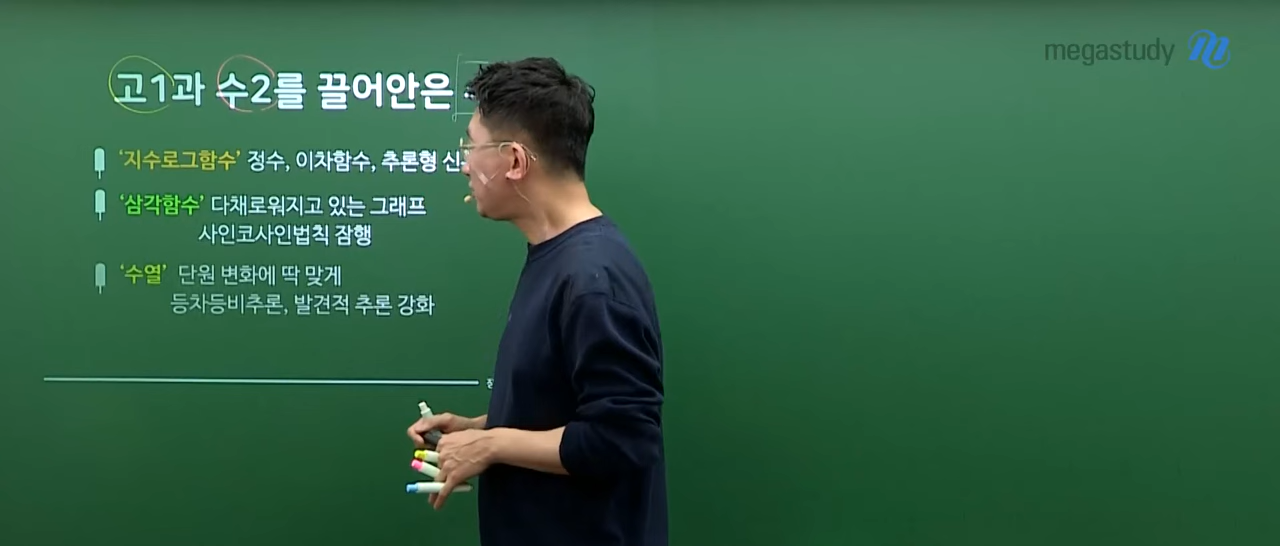 megastudy
고1과 수2를 끌어안은
'지수로그함수' 정수, 이차함수, 추론형
'삼각함수' 다채로워지고 있는 그래프
사인코사인법칙 잠행
'수열' 단원 변화에 딱 맞게
등차등비추론, 발견적 추론 강화